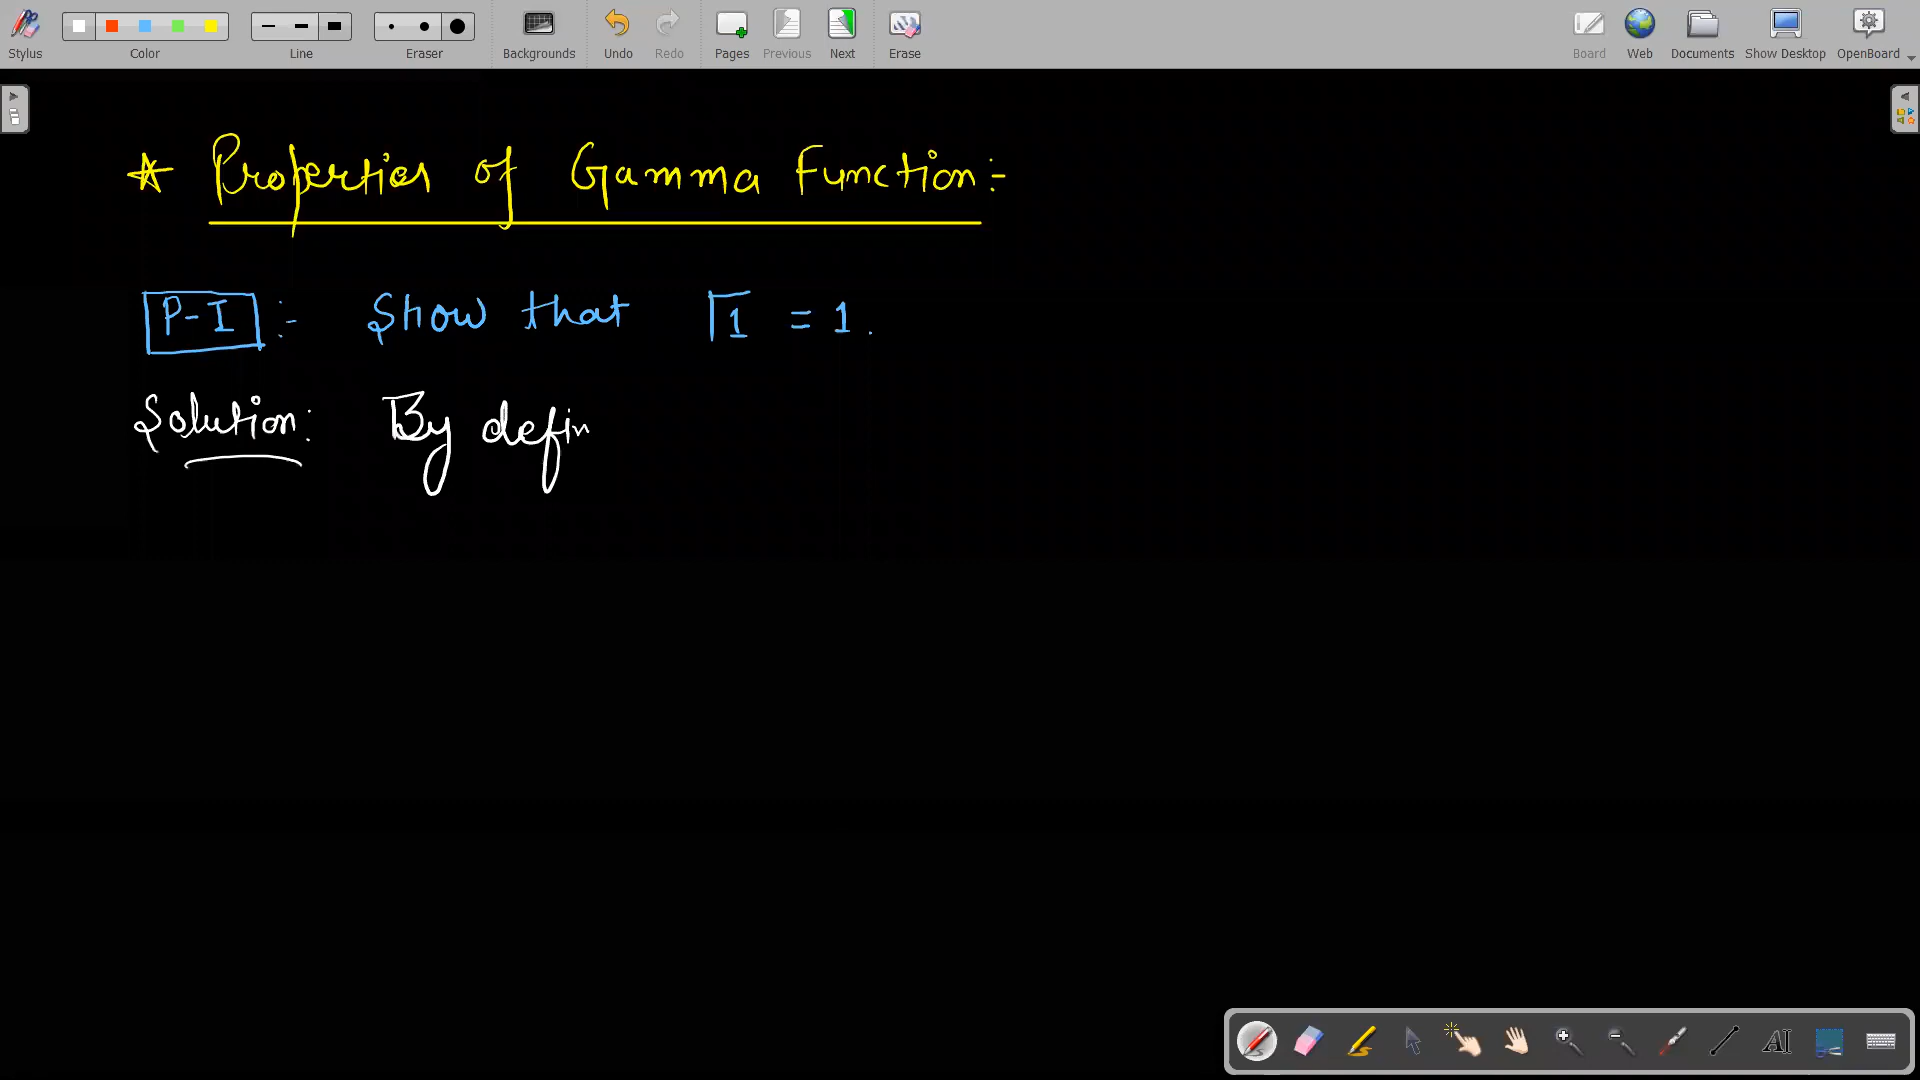 Stylus Color Line Eraser Backgrounds Undo Redo Pages Previous Next Erase Board Web Documents Show Desktop OpenBoard
* Properties of Gamma Function:-
P-I :- Show that Γ1 = 1.
Solution: By defin
AI